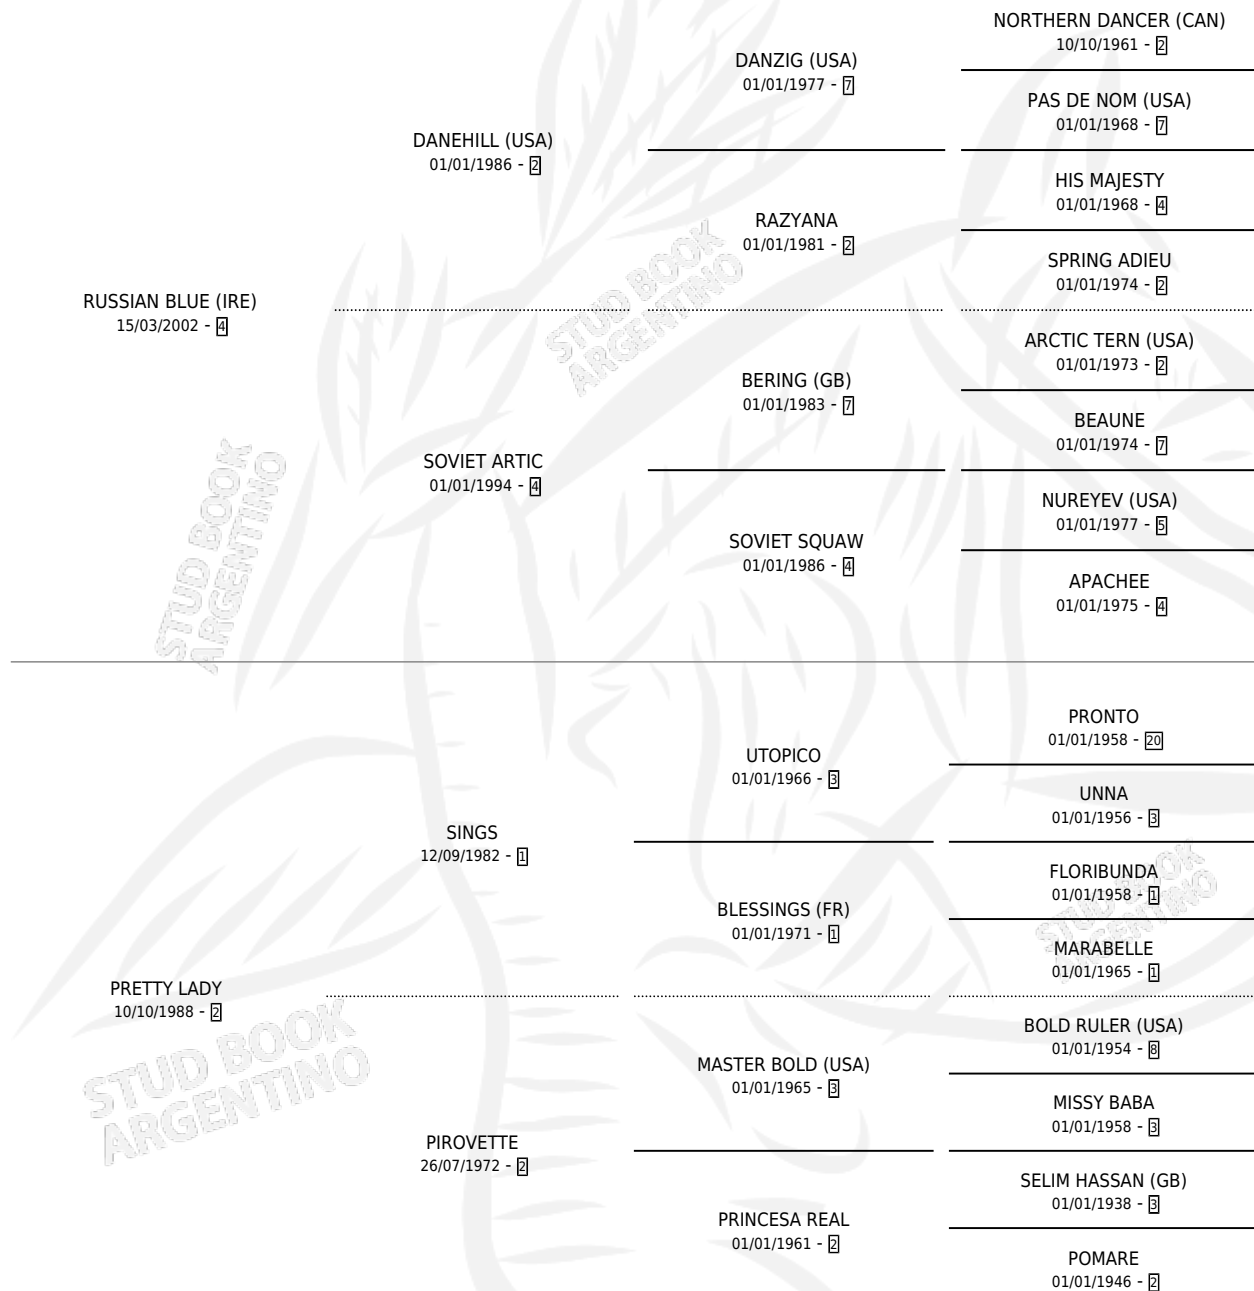 NORTHERN DANCER (CAN)
10/10/1961 - 2
DANZIG (USA)
01/01/1977 - 7
PAS DE NOM (USA)
01/01/1968 - 7
DANEHILL (USA)
01/01/1986 - 2
HIS MAJESTY
01/01/1968 - 4
RAZYANA
01/01/1981 - 2
SPRING ADIEU
01/01/1974 - 2
RUSSIAN BLUE (IRE)
15/03/2002 - 4
ARCTIC TERN (USA)
01/01/1973 - 2
BERING (GB)
01/01/1983 - 7
BEAUNE
01/01/1974 - 7
SOVIET ARTIC
01/01/1994 - 4
NUREYEV (USA)
01/01/1977 - 5
SOVIET SQUAW
01/01/1986 - 4
APACHEE
01/01/1975 - 4
PRONTO
01/01/1958 - 20
UTOPICO
01/01/1966 - 3
UNNA
01/01/1956 - 3
SINGS
12/09/1982 - 1
FLORIBUNDA
01/01/1958 - 1
BLESSINGS (FR)
01/01/1971 - 1
MARABELLE
01/01/1965 - 1
PRETTY LADY
10/10/1988 - 2
BOLD RULER (USA)
01/01/1954 - 8
MASTER BOLD (USA)
01/01/1965 - 3
MISSY BABA
01/01/1958 - 3
PIROVETTE
26/07/1972 - 2
SELIM HASSAN (GB)
01/01/1938 - 3
PRINCESA REAL
01/01/1961 - 2
POMARE
01/01/1946 - 2
STUD BOOK
ARGENTINO
STUD BOOK
ARGENTINO
STUD BOOK
ARGENTINO
STUD BOOK
ARGENTINO